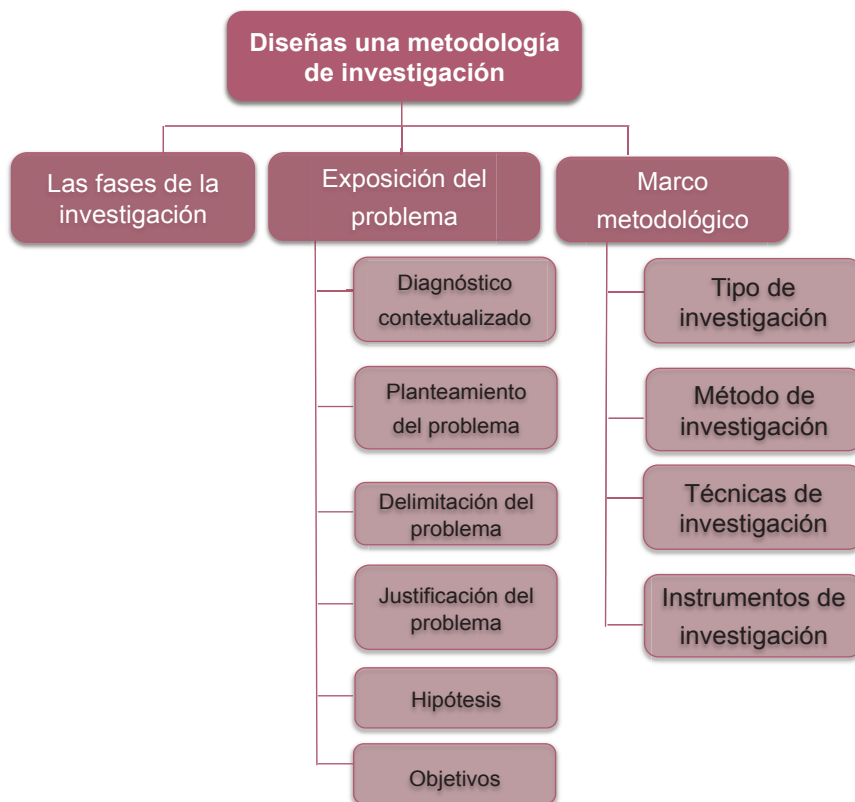 Diseñas una metodología
de investigación
Las fases de la
investigación
Exposición del
problema
Marco
metodológico
Diagnóstico
contextualizado
Planteamiento
del problema
Delimitación del
problema
Justificación del
problema
Hipótesis
Objetivos
Tipo de
investigación
Método de
investigación
Técnicas de
investigación
Instrumentos de
investigación